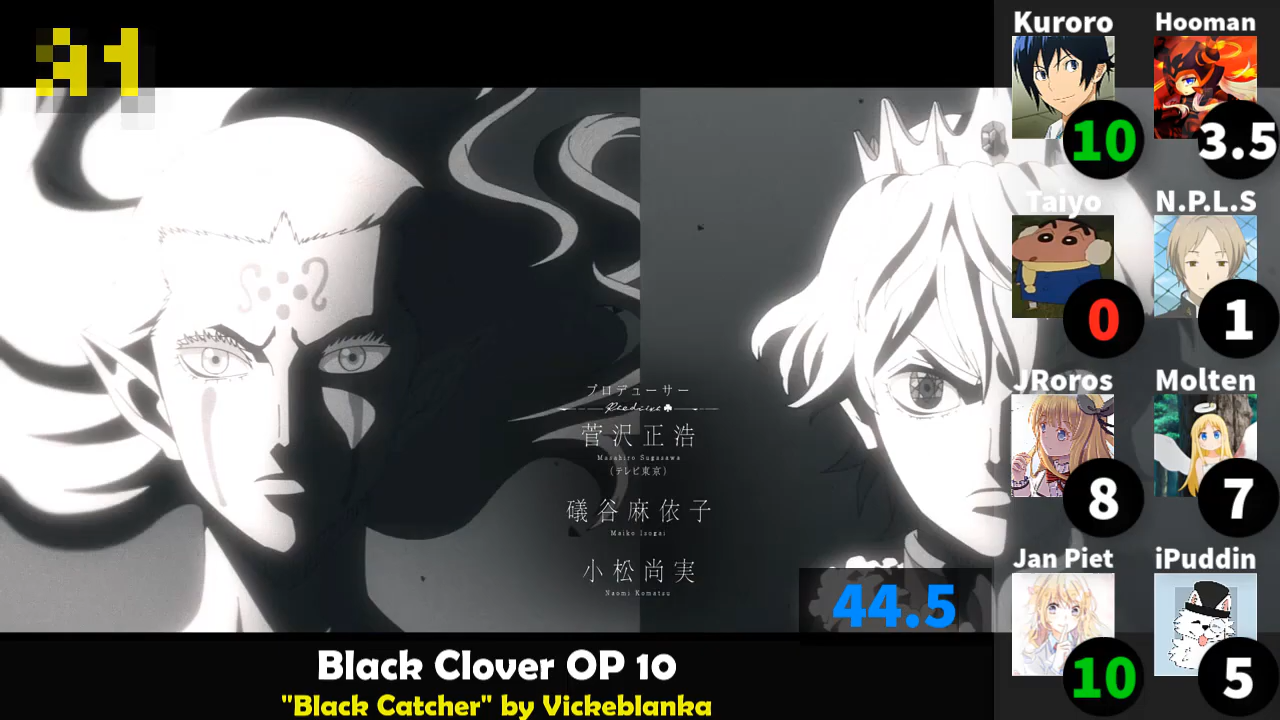 31
Kuroro
Hooman
10
3.5
Taiyo
N.P.L.S
0
1
JRoros
Molten
8
7
Jan Piet
iPuddin
10
5
プロデューサー
Producer
菅沢正浩
Masahiro Sugasawa
(テレビ東京)
礒谷麻依子
Maiko Isogai
小松尚実
Naomi Komatsu
44.5
Black Clover OP 10
"Black Catcher" by Vickeblanka